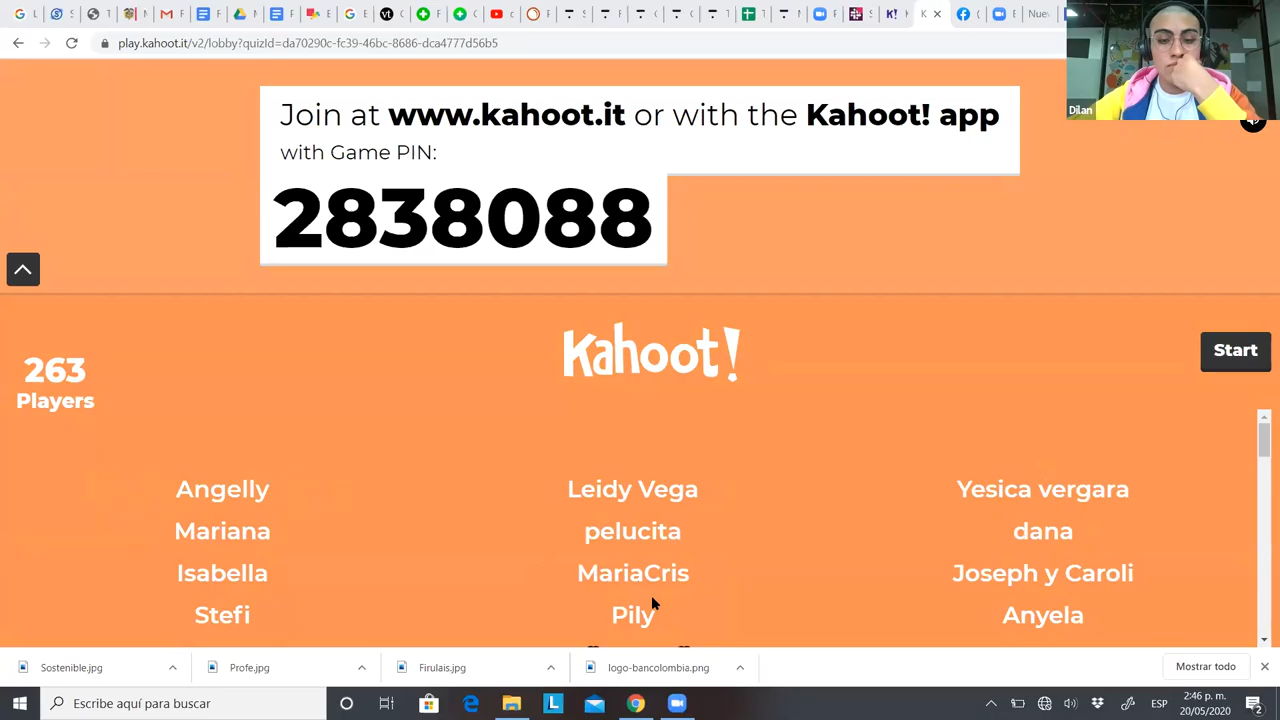 play.kahoot.it/v2/lobby?quizId=da70290c-fc39-46bc-8686-dca4777d56b5
Dilan
Join at www.kahoot.it or with the Kahoot! app
with Game PIN:
2838088
Kahoot!
263
Players
Start
Angelly Leidy Vega Yesica vergara
Mariana pelucita dana
Isabella MariaCris Joseph y Caroli
Stefi Pily Anyela
Sostenible.jpg Profe.jpg Firulais.jpg logo-bancolombia.png Mostrar todo
Escribe aquí para buscar
ESP
2:46 p. m.
20/05/2020
2